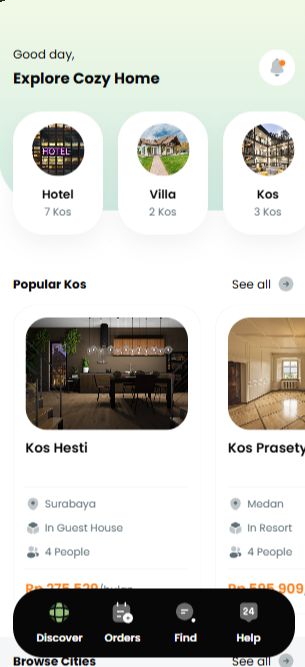 Good day,
Explore Cozy Home
HOTEL
Hotel
7 Kos
Villa
2 Kos
Kos
3 Kos
Popular Kos
See all
Kos Hesti
Surabaya
In Guest House
4 People
Rp 275.529/bulan
Kos Prasety
Medan
In Resort
4 People
Rp 595.909/
Discover
Orders
Find
24
Help
Browse Cities
See all